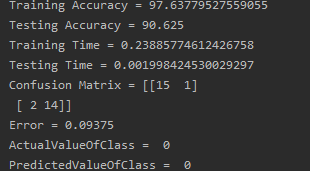 Training Accuracy = 97.63779527559055
Testing Accuracy = 90.625
Training Time = 0.23885774612426758
Testing Time = 0.001998424530029297
Confusion Matrix = [[15  1]
 [ 2 14]]
Error = 0.09375
ActualValueOfClass =  0
PredictedValueOfClass =  0